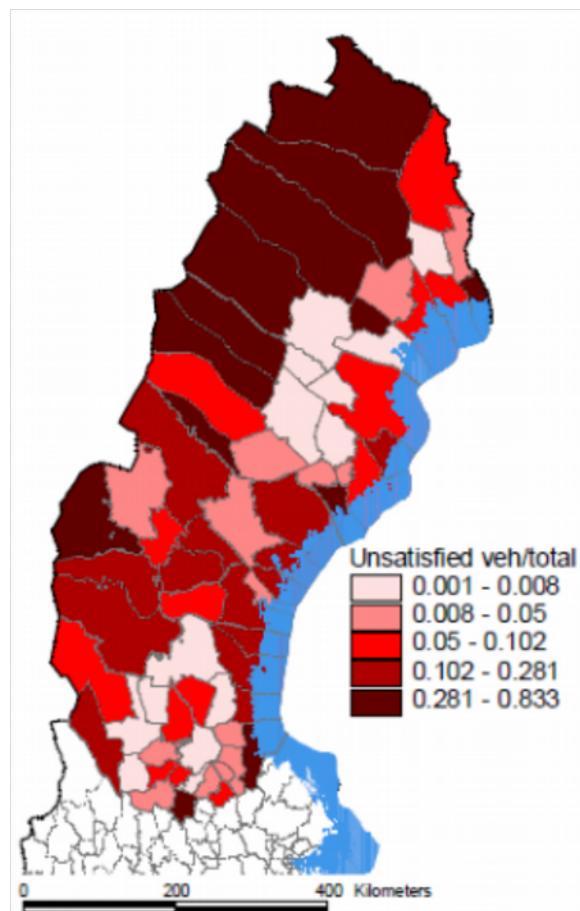 Unsatisfied veh/total
0.001 - 0.008
0.008 - 0.05
0.05 - 0.102
0.102 - 0.281
0.281 - 0.833
0 200 400 Kilometers